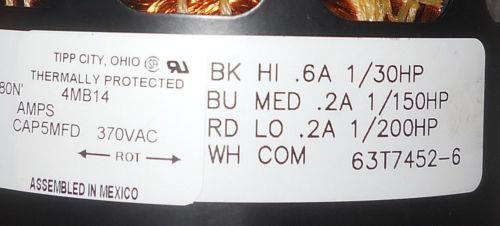 TIPP CITY, OHIO
THERMALLY PROTECTED
4MB14
80N'
AMPS
CAP5MFD 370VAC
ROT
ASSEMBLED IN MEXICO
BK HI .6A 1/30HP
BU MED .2A 1/150HP
RD LO .2A 1/200HP
WH COM 63T7452-6